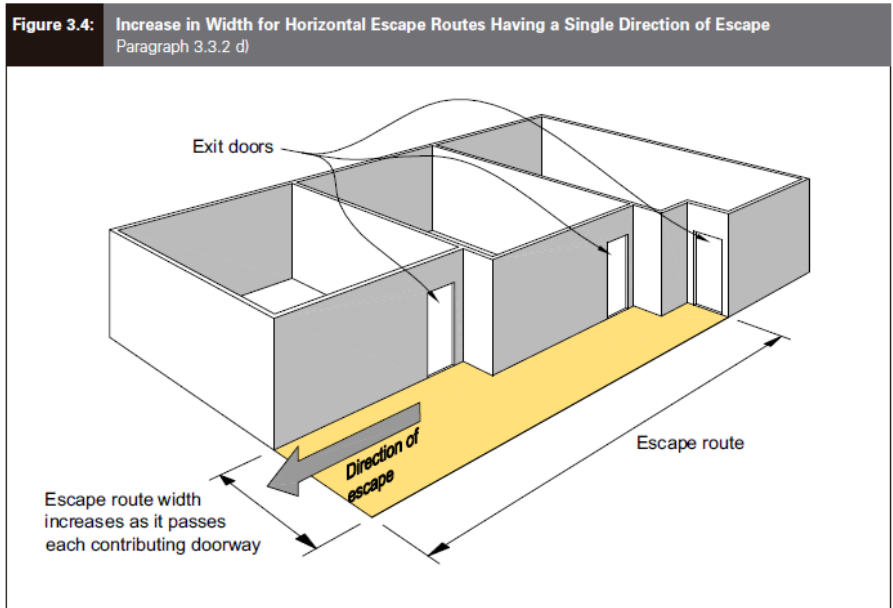 Figure 3.4: Increase in Width for Horizontal Escape Routes Having a Single Direction of Escape
Paragraph 3.3.2 d)
Exit doors
Direction of
escape
Escape route
Escape route width
increases as it passes
each contributing doorway